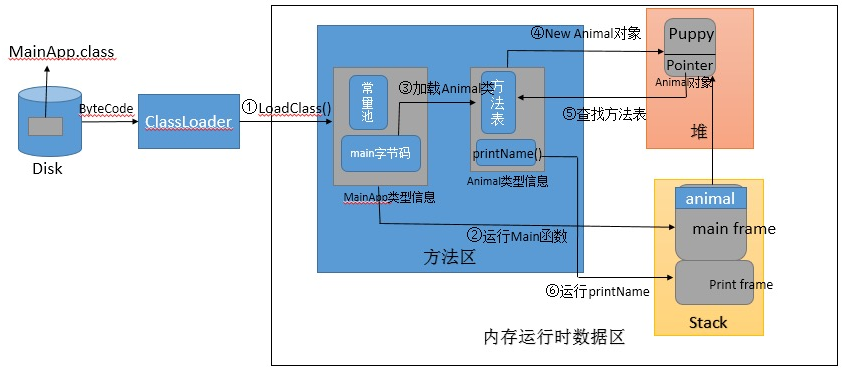 MainApp.class
Disk
ByteCode
ClassLoader
①LoadClass()
常量池
main字节码
MainApo类型信息
③加载Animal类
方法表
printName()
Animal类型信息
②运行Main函数
方法区
④New Animal对象
Puppy
Pointer
Animal对象
⑤查找方法表
堆
animal
main frame
⑥运行printName
Print frame
Stack
内存运行时数据区